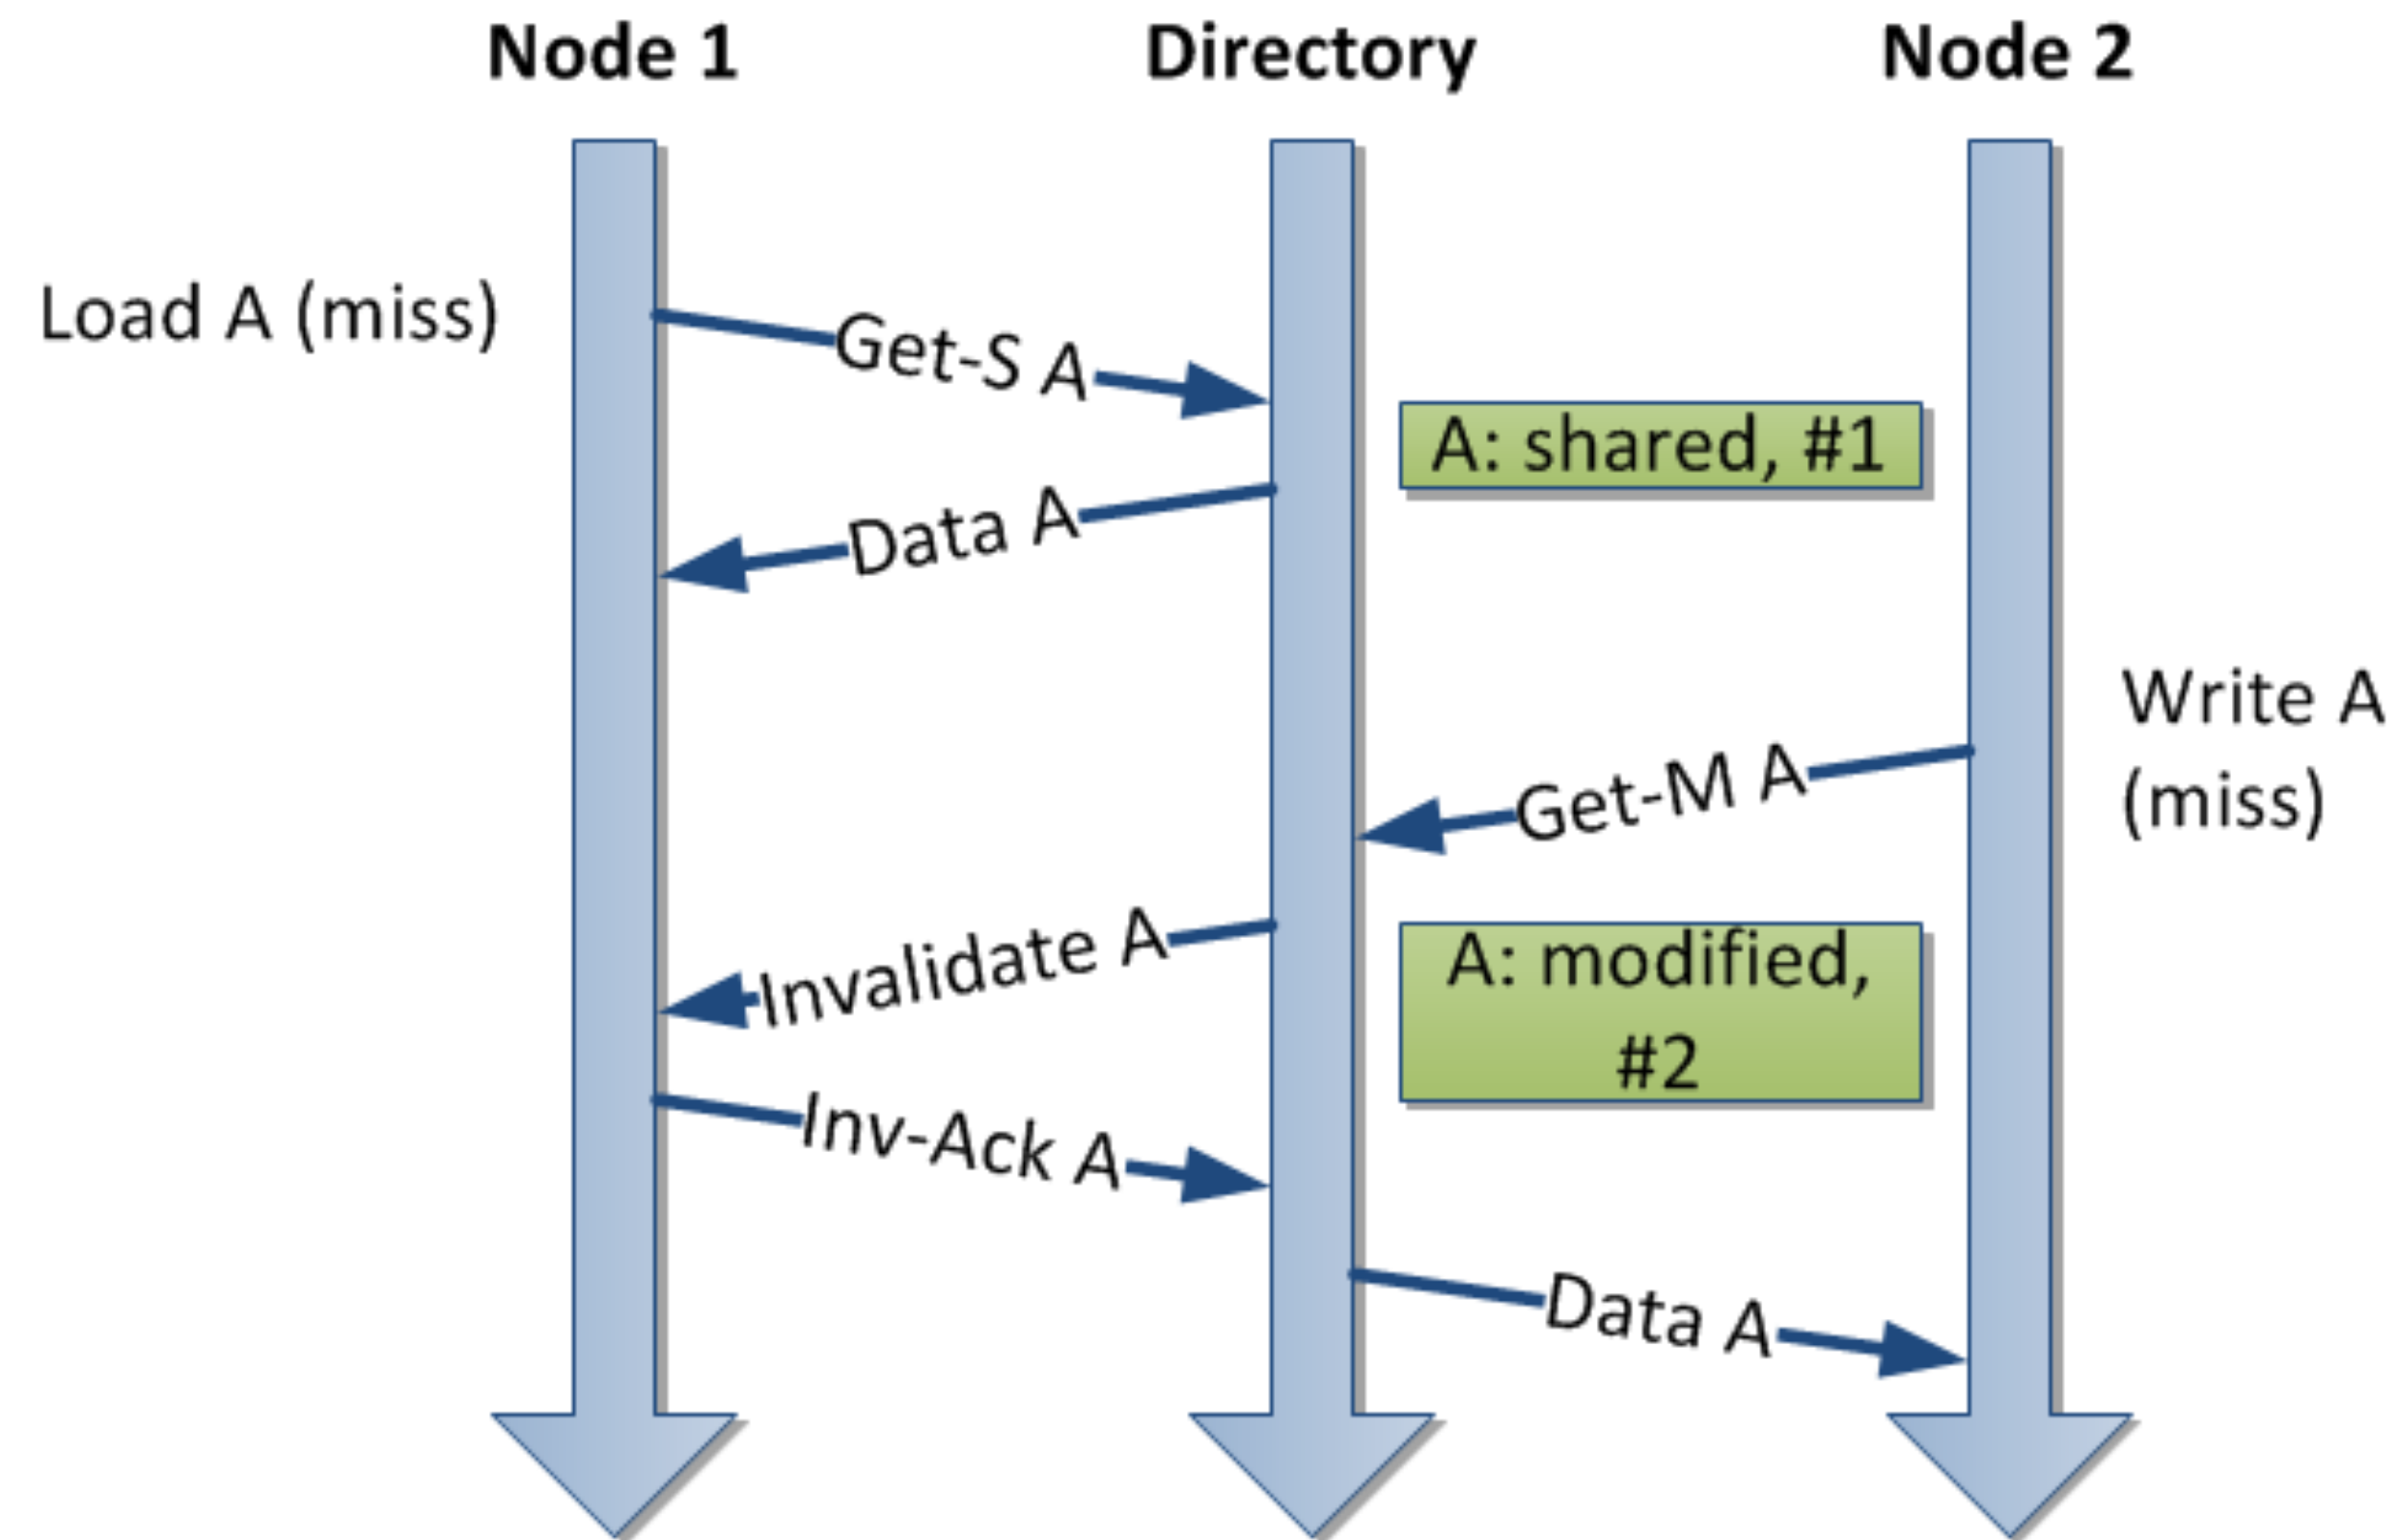 Node 1
Directory
Node 2
Load A (miss)
Get-S A
A: shared, #1
Data A
Write A
(miss)
Get-M A
Invalidate A
A: modified,
#2
Inv-Ack A
Data A